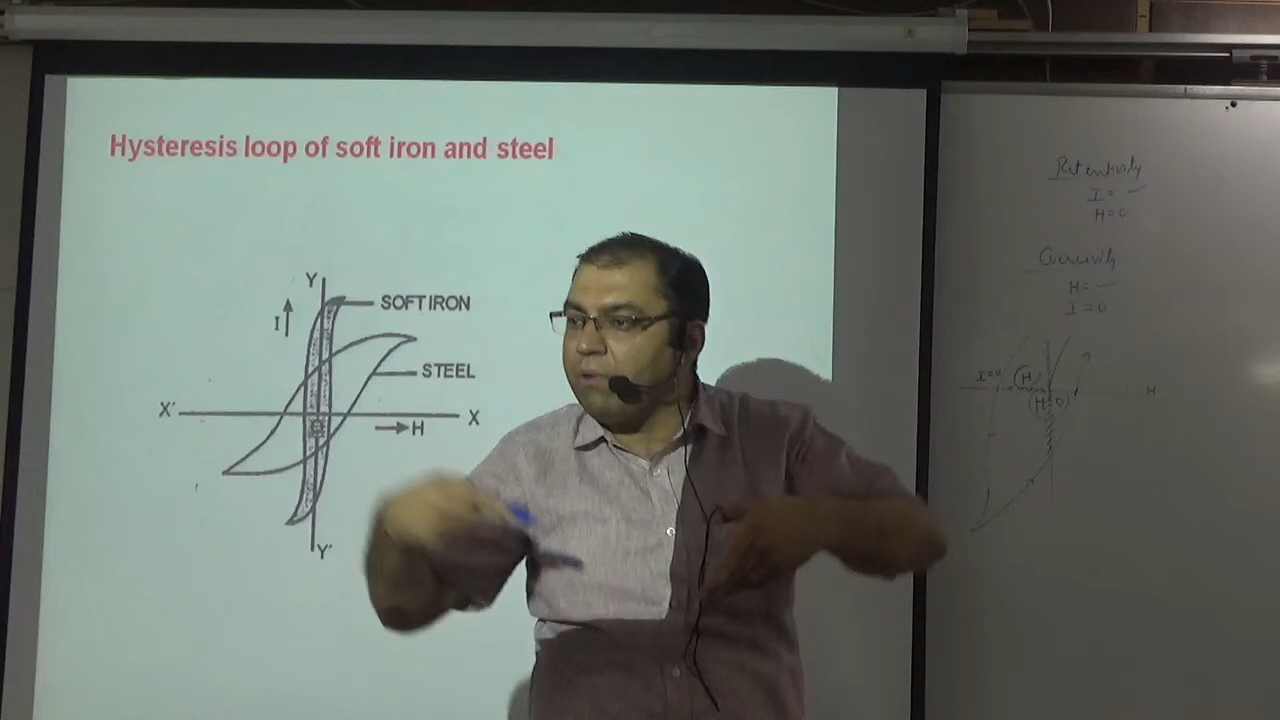 Hysteresis loop of soft iron and steel
Y
I
SOFT IRON
STEEL
X'
X
H
Y'
Retentivity
I =
H=0
Coercivity
H=
I=0
I=0
H
H=0
H